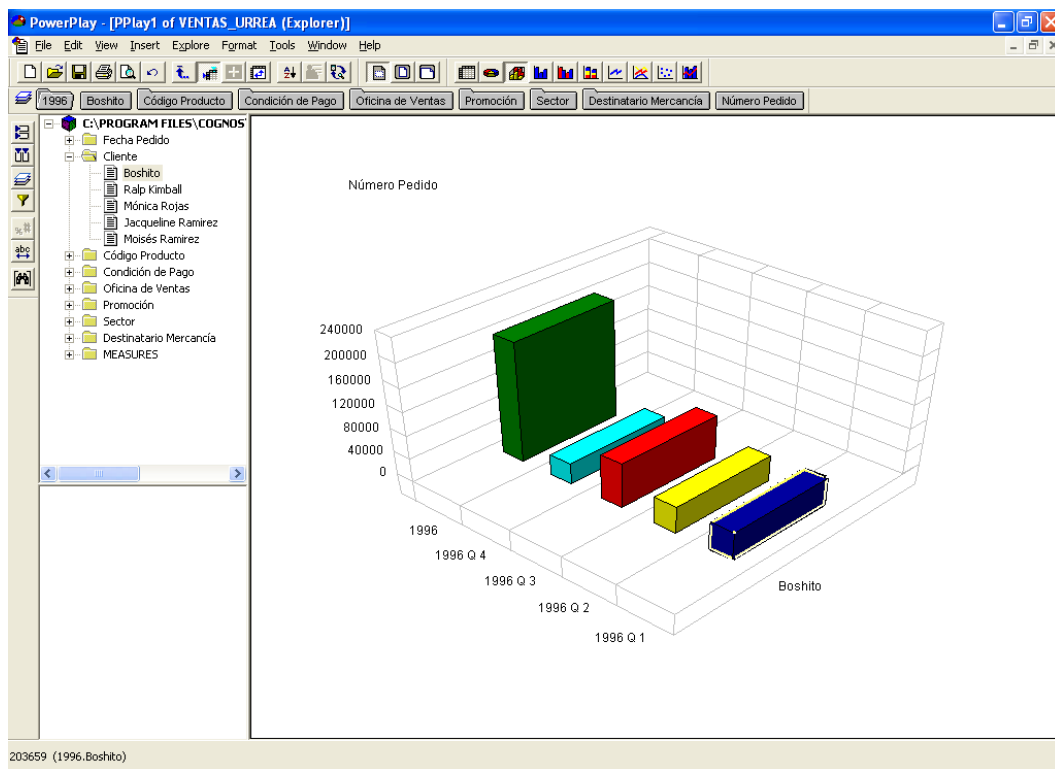 PowerPlay - [PPlay1 of VENTAS_URREA (Explorer)]
File Edit View Insert Explore Format Tools Window Help
1996 Boshito Código Producto Condición de Pago Oficina de Ventas Promoción Sector Destinatario Mercancía Número Pedido
C:\PROGRAM FILES\COGNOS
Fecha Pedido
Cliente
Boshito
Ralp Kimball
Mónica Rojas
Jacqueline Ramirez
Moisés Ramirez
Código Producto
Condición de Pago
Oficina de Ventas
Promoción
Sector
Destinatario Mercancía
MEASURES
Número Pedido
240000
200000
160000
120000
80000
40000
0
1996
1996 Q 4
1996 Q 3
1996 Q 2
1996 Q 1
Boshito
203659 (1996.Boshito)